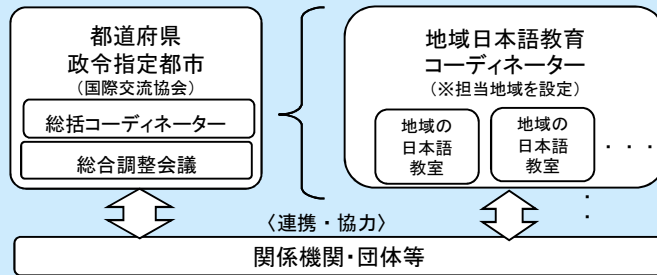 都道府県
政令指定都市
（国際交流協会）
総括コーディネーター
総合調整会議
地域日本語教育
コーディネーター
（※担当地域を設定）
地域の
日本語
教室
地域の
日本語
教室
・・・
：
〈連携・協力〉
関係機関・団体等